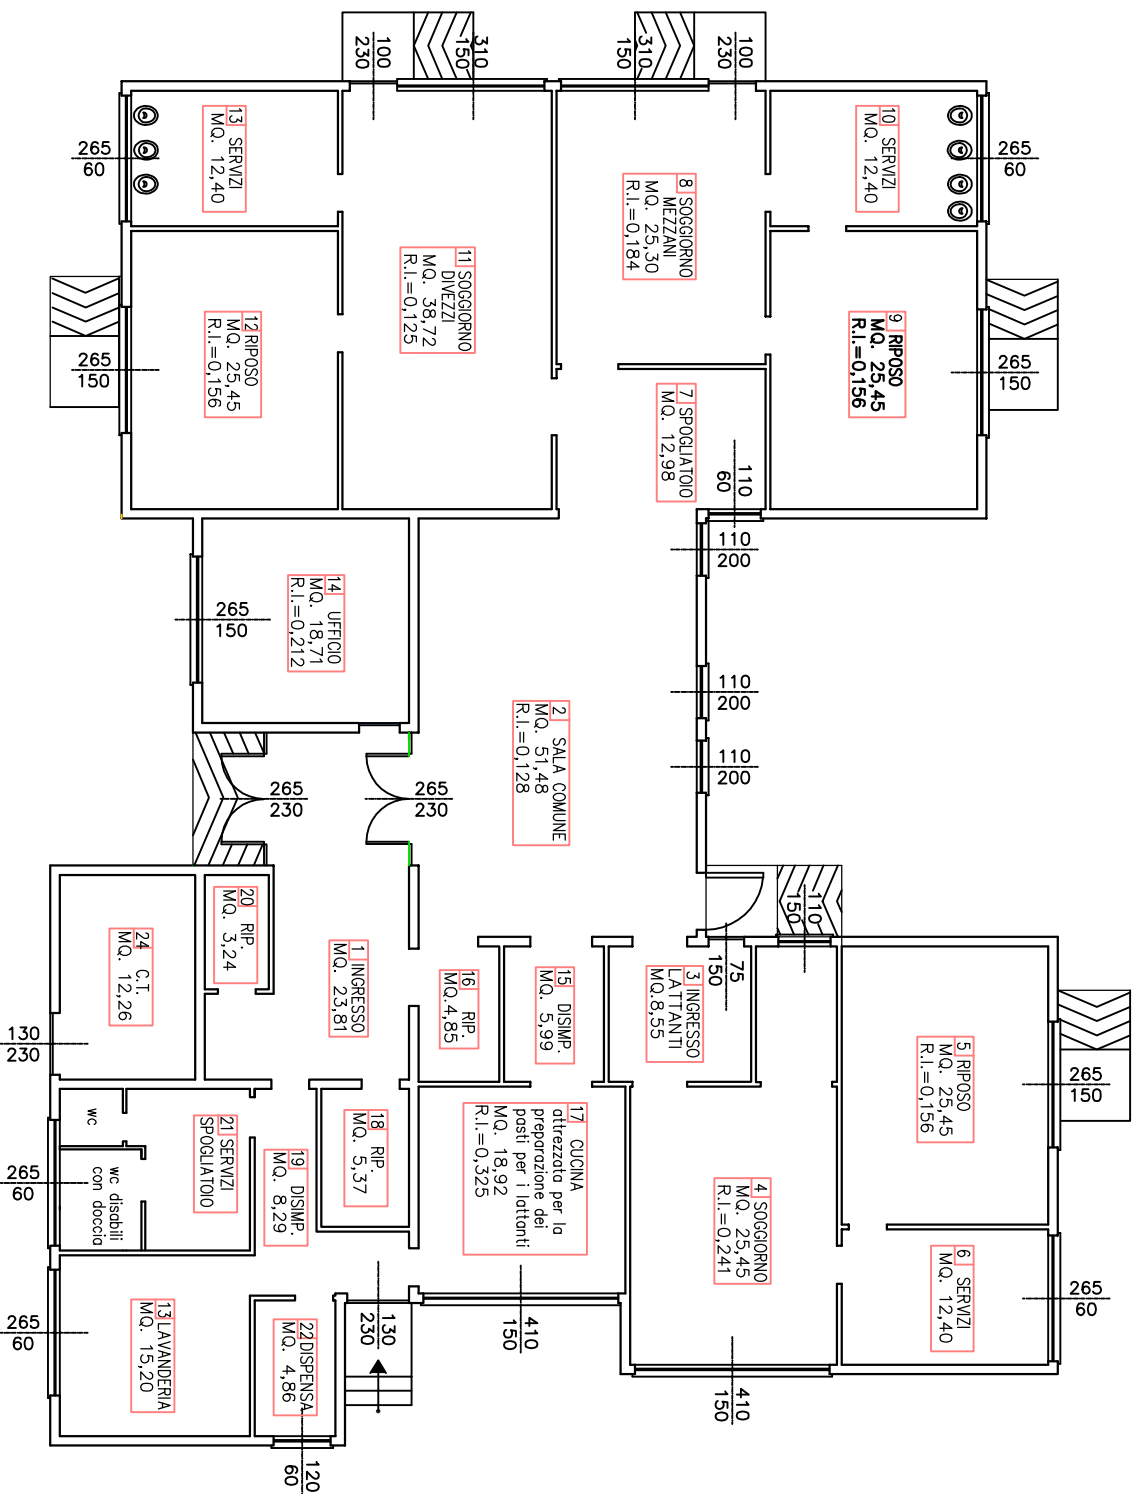 100
230
310
150
310
150
100
230
13 SERVIZI
MQ. 12,40
265
60
8 SOGGIORNO
MEZZANI
MQ. 25,30
R.I.=0,184
10 SERVIZI
MQ. 12,40
265
60
11 SOGGIORNO
DIVEZZI
MQ. 38,72
R.I.=0,125
12 RIPOSO
MQ. 25,45
R.I.=0,156
265
150
9 RIPOSO
MQ. 25,45
R.I.=0,156
265
150
7 SPOGLIATOIO
MQ. 12,98
110
60
110
200
14 UFFICIO
MQ. 18,71
R.I.=0,212
265
150
110
200
2 SALA COMUNE
MQ. 51,48
R.I.=0,128
110
200
265
230
265
230
110
150
75
150
20 RIP.
MQ. 3,24
24 C.T.
MQ. 12,26
1 INGRESSO
MQ. 23,81
16 RIP.
MQ.4,85
15 DISIMP.
MQ. 5,99
3 INGRESSO
LATTANTI
MQ.8,55
5 RIPOSO
MQ. 25,45
R.I.=0,156
265
150
130
230
17 CUCINA
attrezzata per la
preparazione dei
pasti per i lattanti
MQ. 18,92
R.I.=0,325
18 RIP.
MQ. 5,37
19 DISIMP.
MQ. 8,29
21 SERVIZI
SPOGLIATOIO
wc
wc disabili
con doccia
265
60
4 SOGGIORNO
MQ. 25,45
R.I.=0,241
6 SERVIZI
MQ. 12,40
265
60
13 LAVANDERIA
MQ. 15,20
265
60
22 DISPENSA
MQ. 4,86
130
230
410
150
410
150
120
60